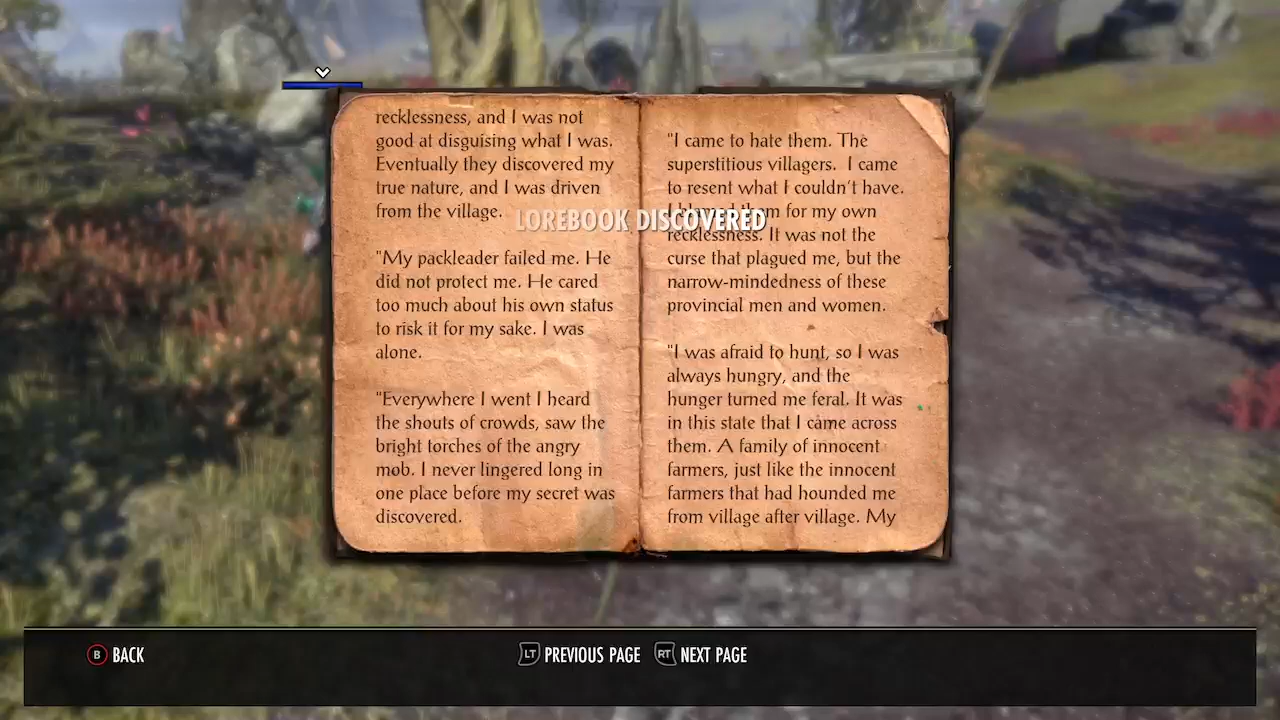 recklessness, and I was not
good at disguising what I was.
Eventually they discovered my
true nature, and I was driven
from the village.
"My packleader failed me. He
did not protect me. He cared
too much about his own status
to risk it for my sake. I was
alone.
"Everywhere I went I heard
the shouts of crowds, saw the
bright torches of the angry
mob. I never lingered long in
one place before my secret was
discovered.
"I came to hate them. The
superstitious villagers.  I came
to resent what I couldn't have.
I them for my own
recklessness. It was not the
curse that plagued me, but the
narrow-mindedness of these
provincial men and women.
"I was afraid to hunt, so I was
always hungry, and the
hunger turned me feral. It was
in this state that I came across
them. A family of innocent
farmers, just like the innocent
farmers that had hounded me
from village after village. My
LOREBOOK DISCOVERED
B BACK
LT PREVIOUS PAGE RT NEXT PAGE